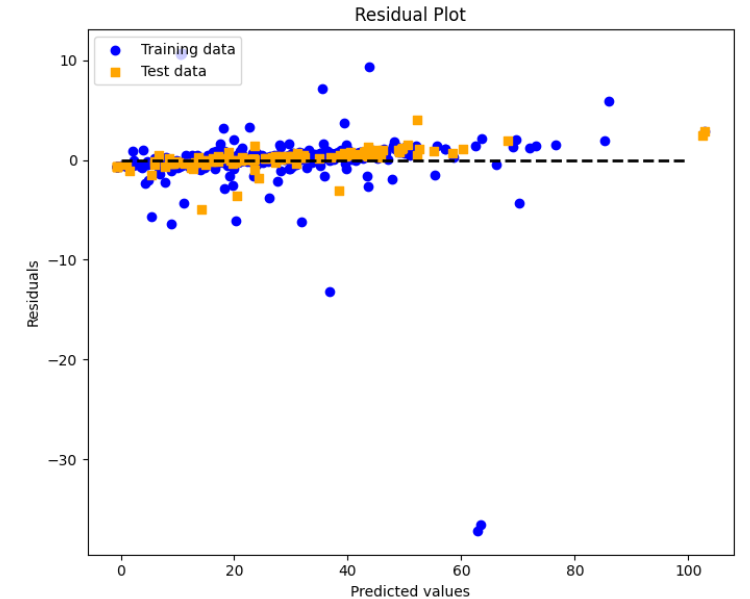 Residual Plot
Training data
Test data
10
0
−10
−20
−30
Residuals
0
20
40
60
80
100
Predicted values